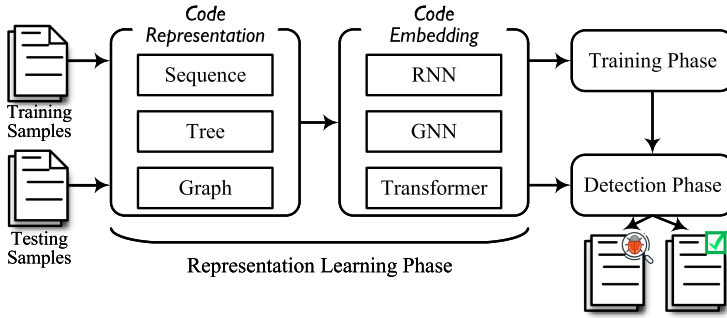 Code
Representation
Code
Embedding
Sequence
Tree
Graph
RNN
GNN
Transformer
Training Phase
Detection Phase
Training
Samples
Testing
Samples
Representation Learning Phase